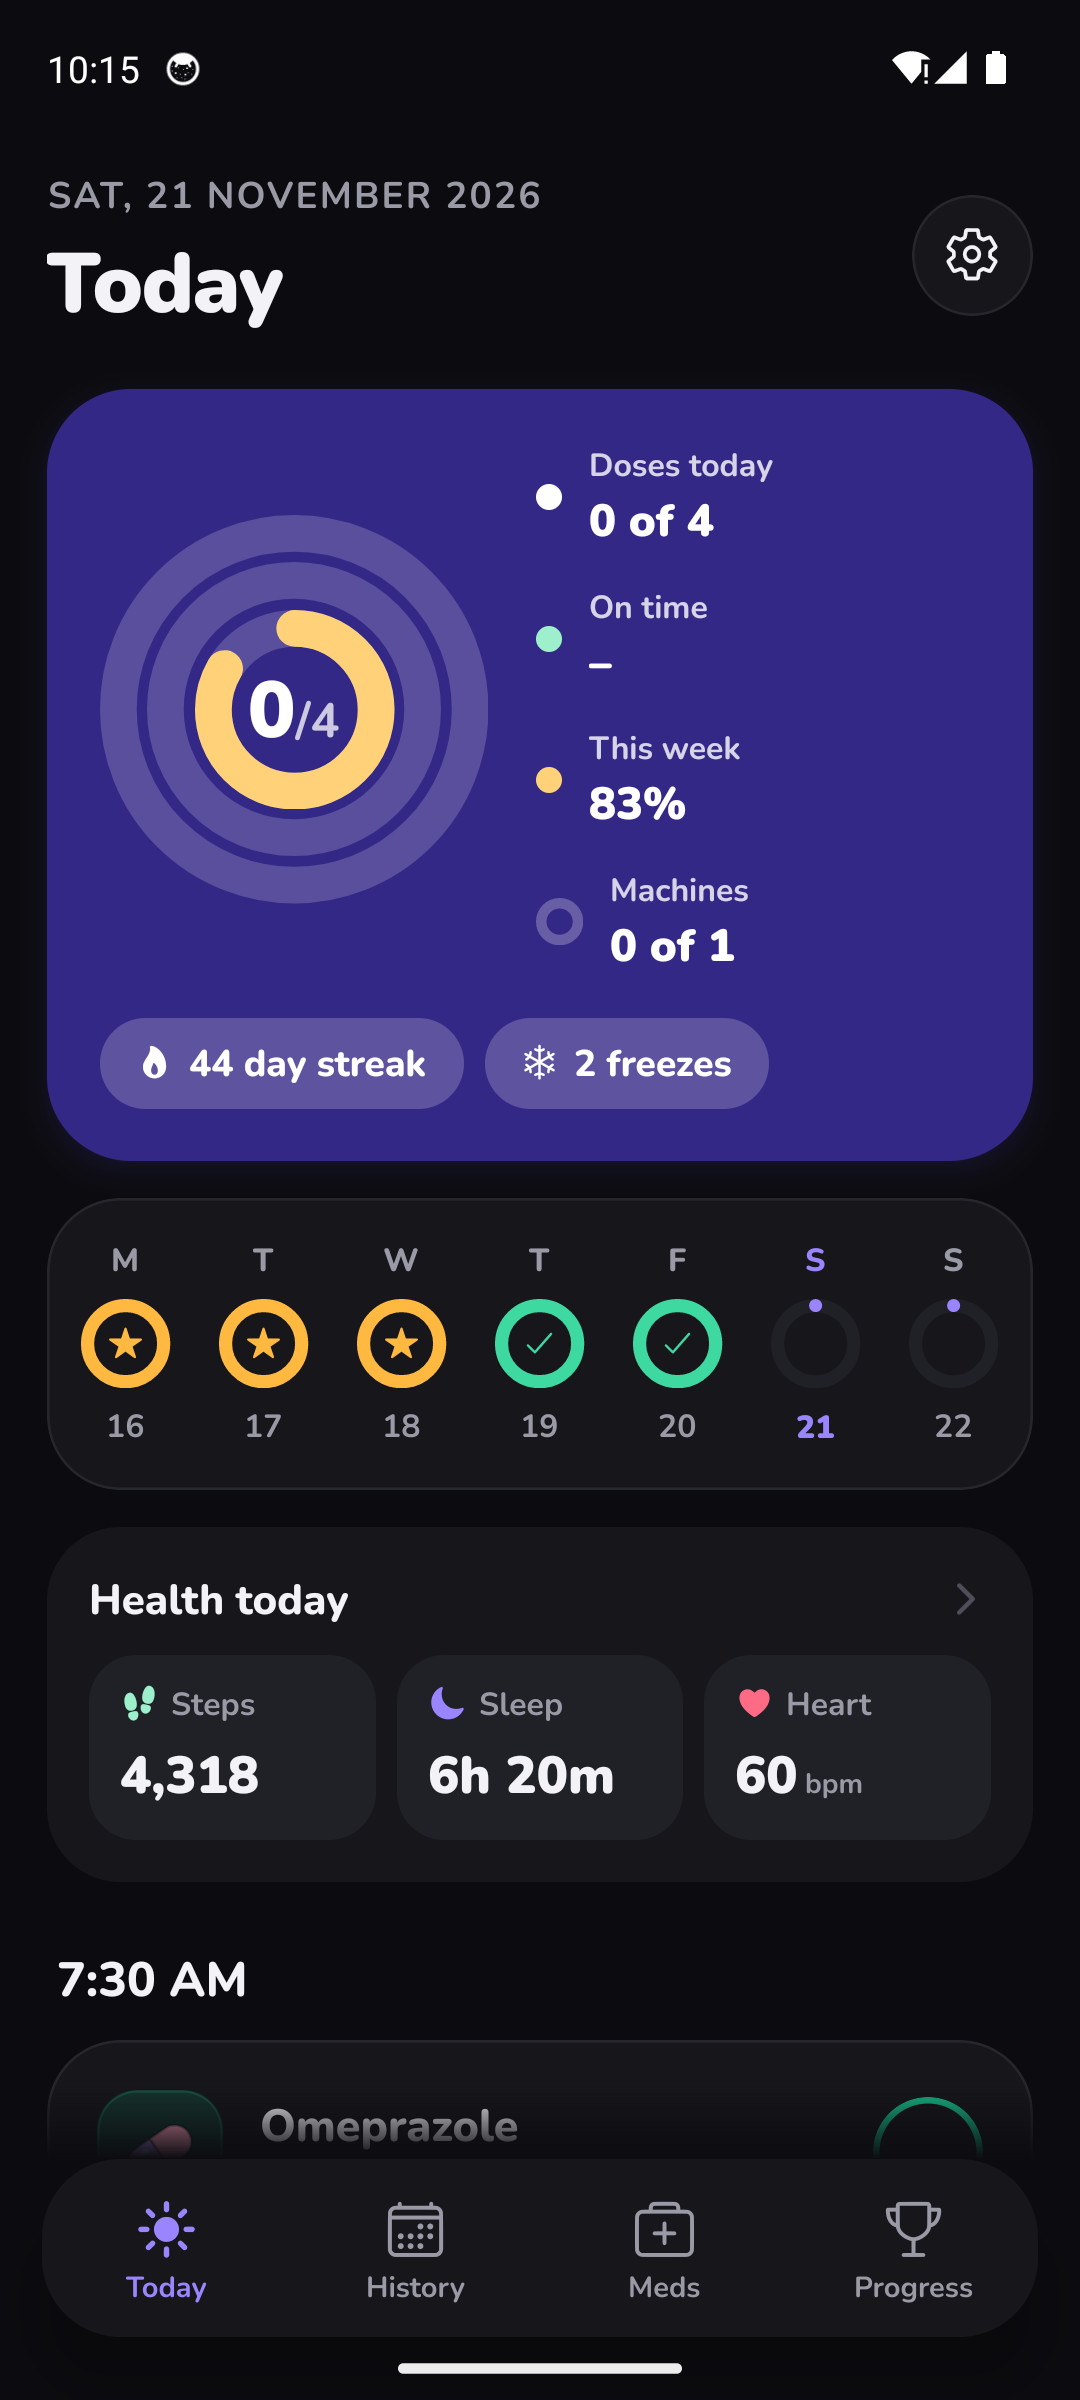 10:15
SAT, 21 NOVEMBER 2026
Today
0/4
Doses today
0 of 4
On time
–
This week
83%
Machines
0 of 1
44 day streak
2 freezes
M T W T F S S
16 17 18 19 20 21 22
Health today
Steps
4,318
Sleep
6h 20m
Heart
60 bpm
7:30 AM
Omeprazole
Today
History
Meds
Progress